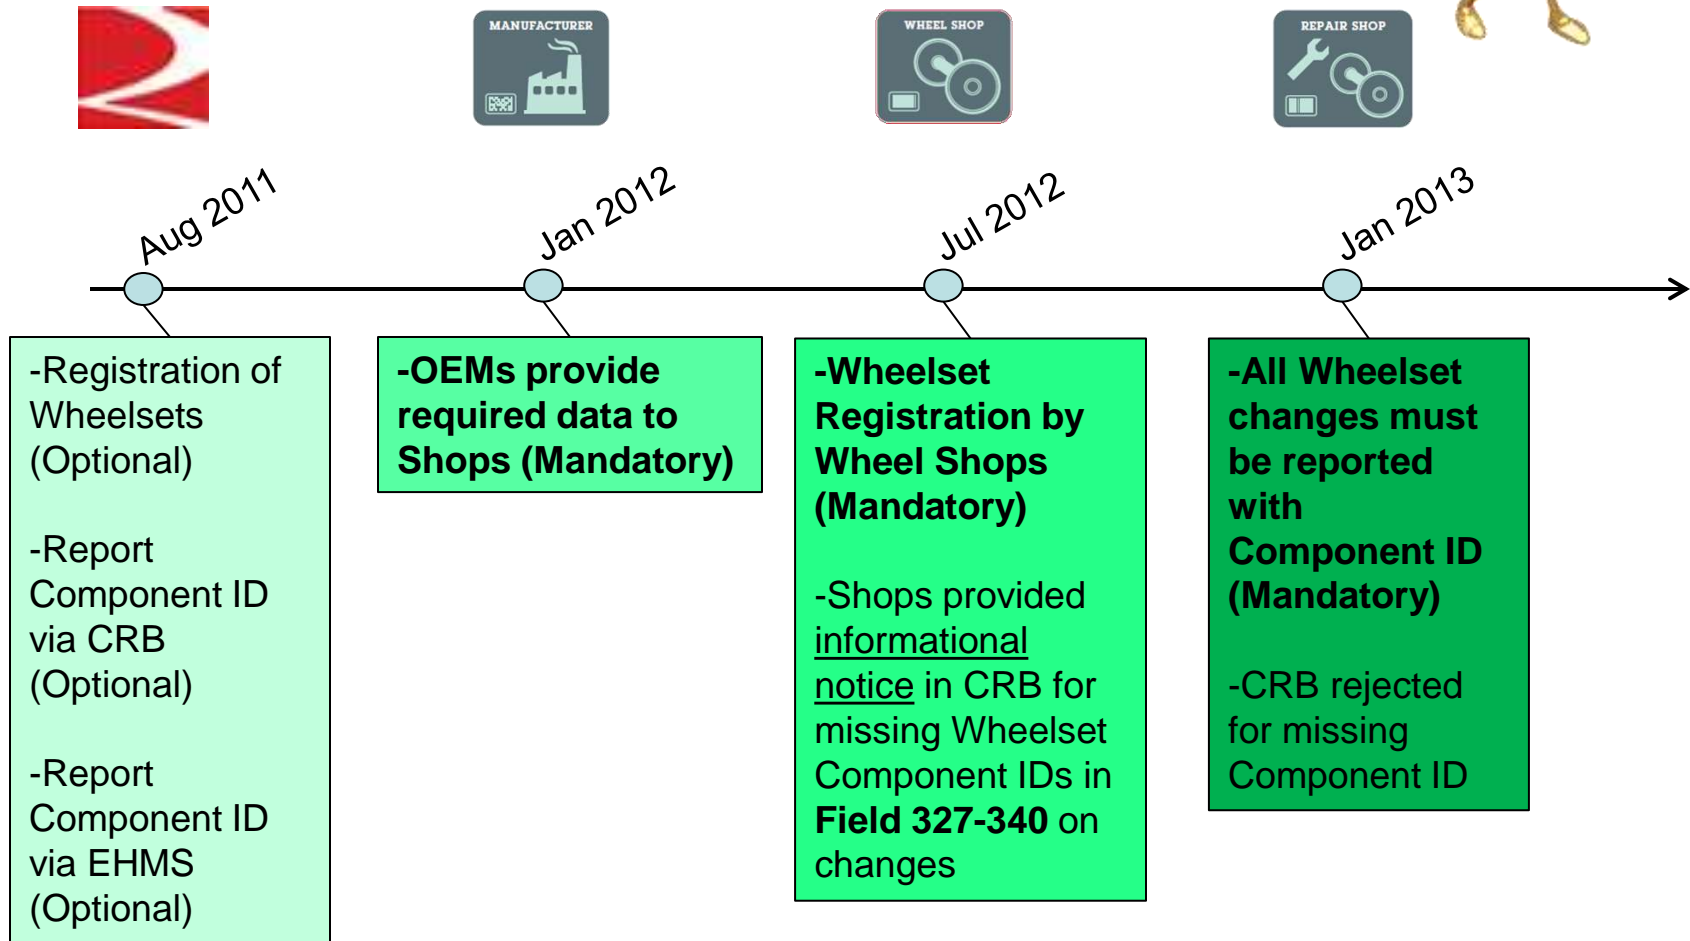 MANUFACTURER
WHEEL SHOP
REPAIR SHOP
Aug 2011
Jan 2012
Jul 2012
Jan 2013
-Registration of
Wheelsets
(Optional)
-Report
Component ID
via CRB
(Optional)
-Report
Component ID
via EHMS
(Optional)
-OEMs provide
required data to
Shops (Mandatory)
-Wheelset
Registration by
Wheel Shops
(Mandatory)
-Shops provided
informational
notice in CRB for
missing Wheelset
Component IDs in
Field 327-340 on
changes
-All Wheelset
changes must
be reported
with
Component ID
(Mandatory)
-CRB rejected
for missing
Component ID